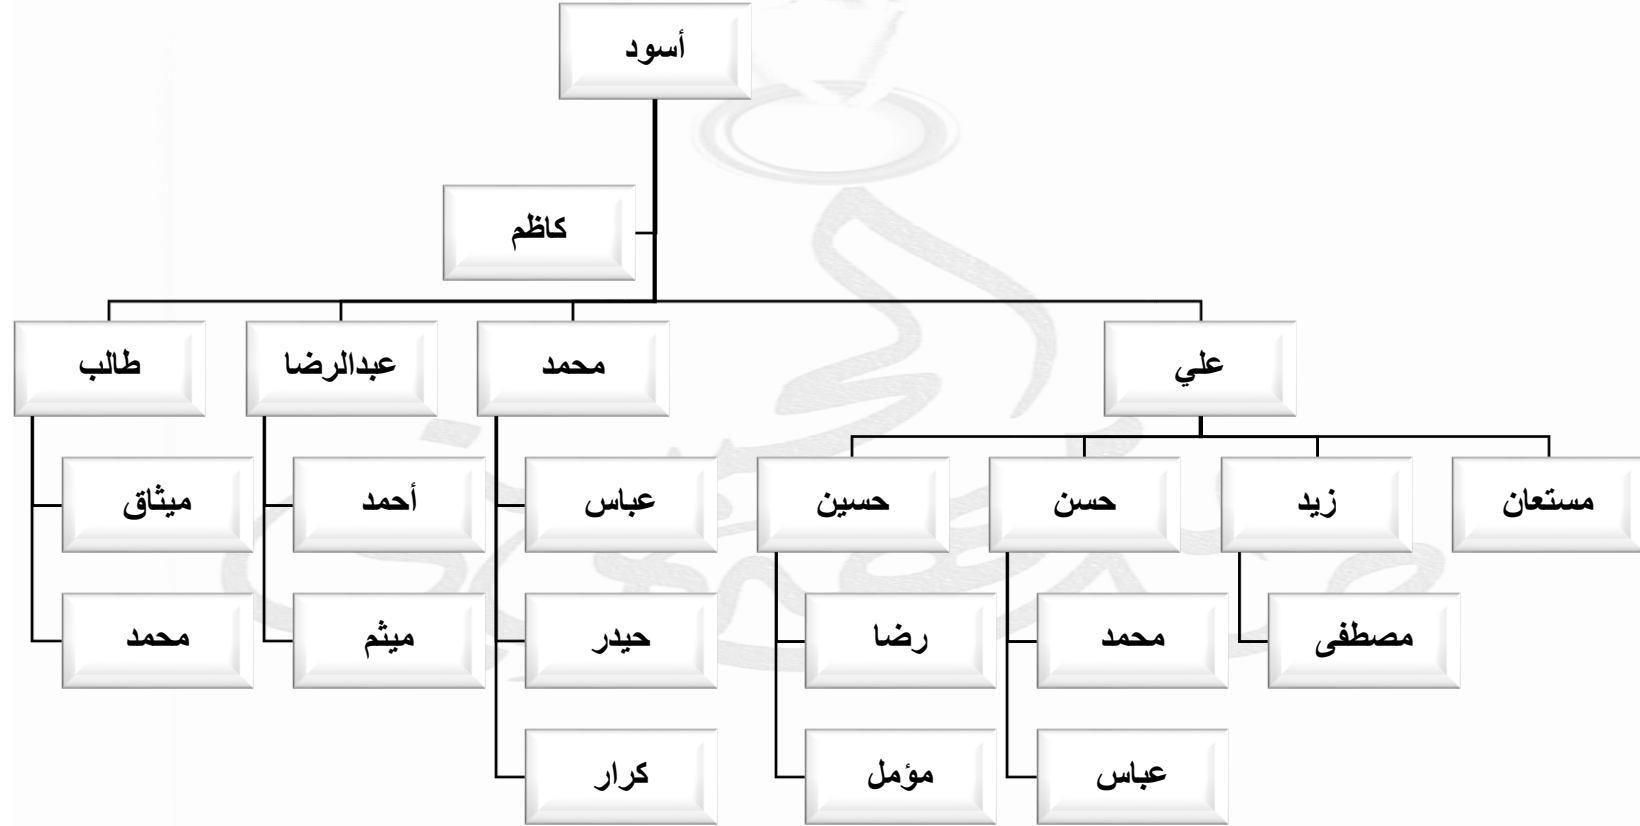 أسود
كاظم
علي
محمد
عبدالرضا
طالب
مستعان
زيد
حسن
حسين
عباس
أحمد
ميثاق
مصطفى
محمد
رضا
حيدر
ميثم
محمد
عباس
مؤمل
كرار